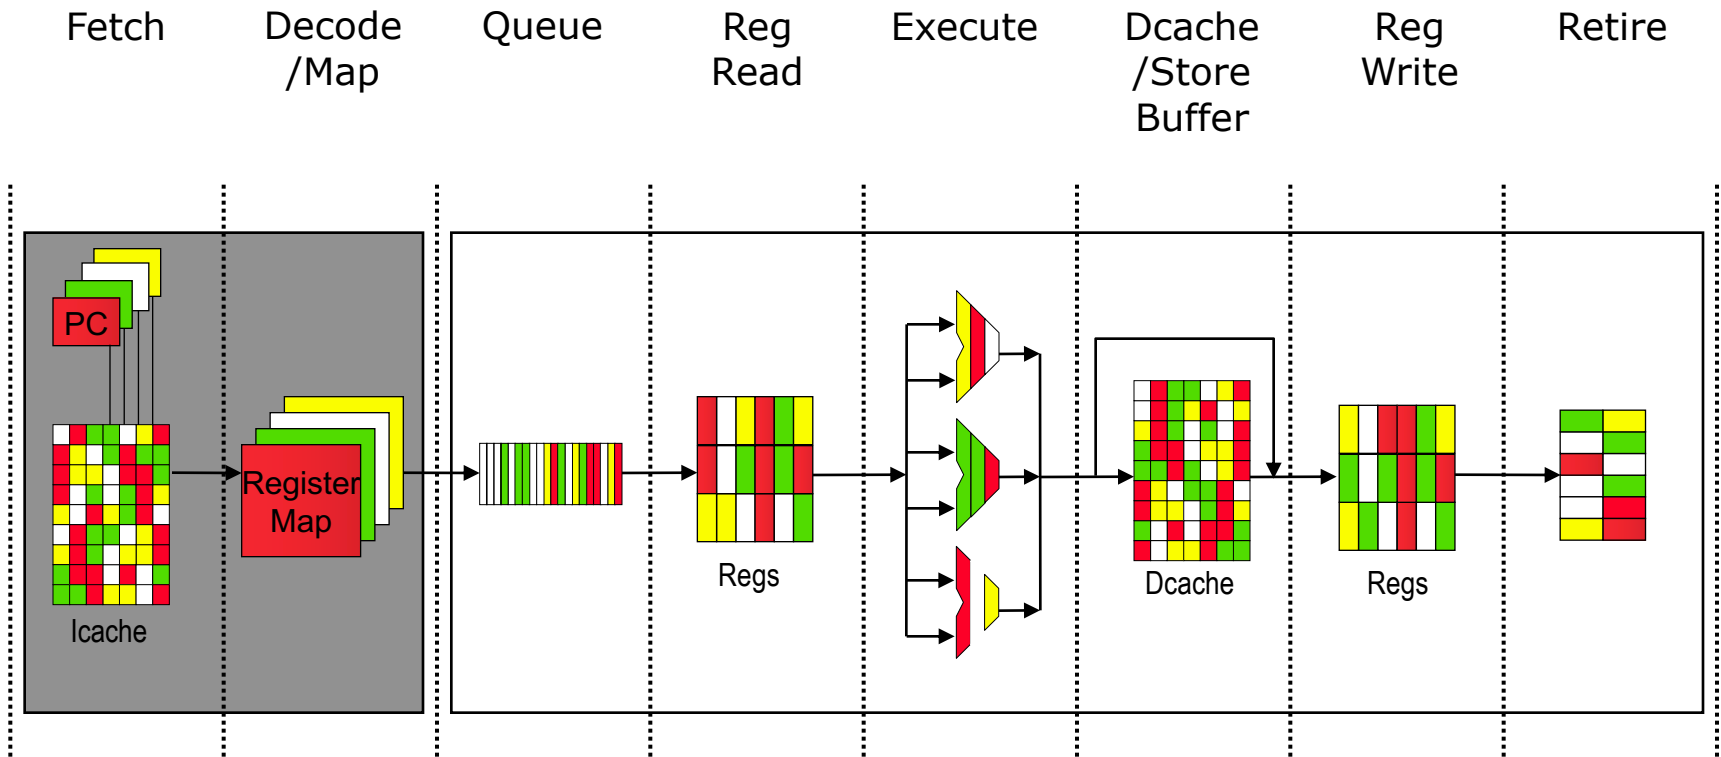 Fetch
Decode
/Map
Queue
Reg
Read
Execute
Dcache
/Store
Buffer
Reg
Write
Retire
PC
Icache
Register
Map
Regs
Dcache
Regs